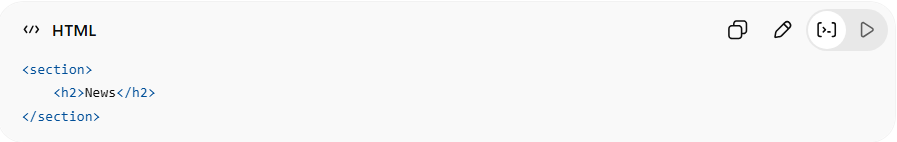 HTML
<section>
    <h2>News</h2>
</section>